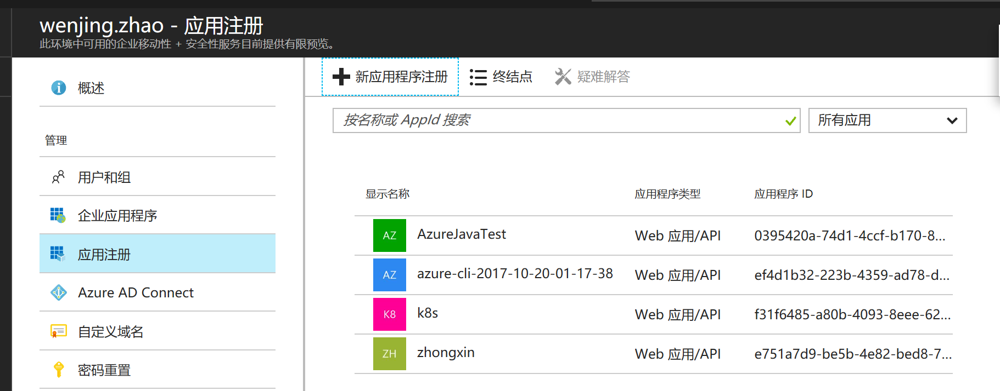 wenjing.zhao - 应用注册
此环境中可用的企业移动性 + 安全性服务目前提供有限预览。
概述
管理
用户和组
企业应用程序
应用注册
Azure AD Connect
自定义域名
密码重置
新应用程序注册 终结点 疑难解答
按名称或 AppId 搜索 所有应用
显示名称 应用程序类型 应用程序 ID
AZ AzureJavaTest Web 应用/API 0395420a-74d1-4ccf-b170-8...
AZ azure-cli-2017-10-20-01-17-38 Web 应用/API ef4d1b32-223b-4359-ad78-d...
K8 k8s Web 应用/API f31f6485-a80b-4093-8eee-62...
ZH zhongxin Web 应用/API e751a7d9-be5b-4e82-bed8-7...